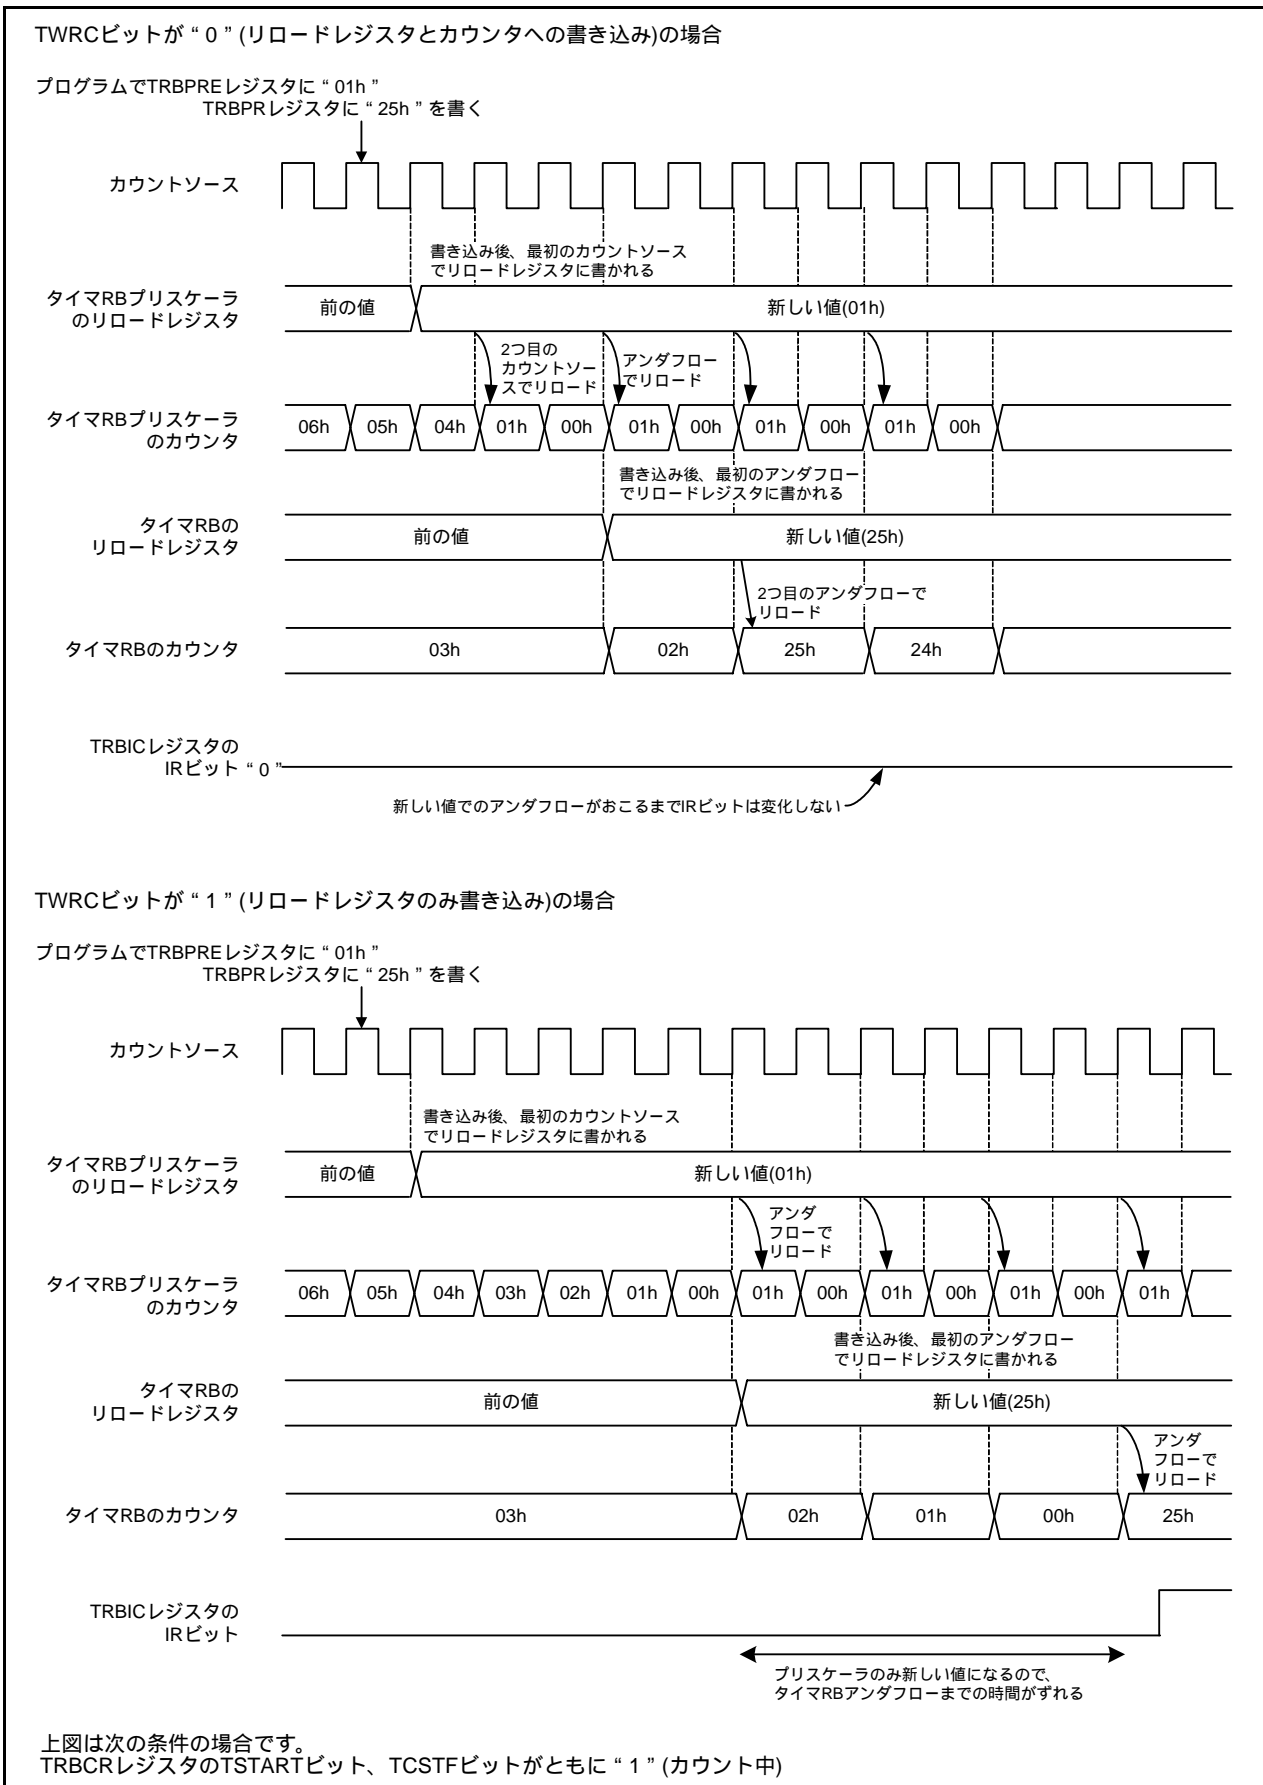 TWRCビットが“0”(リロードレジスタとカウンタへの書き込み)の場合
プログラムでTRBPREレジスタに“01h”
TRBPRレジスタに“25h”を書く
カウントソース
書き込み後、最初のカウントソース
でリロードレジスタに書かれる
タイマRBプリスケーラ
のリロードレジスタ
前の値
新しい値(01h)
2つ目の
カウントソー
スでリロード
アンダフロー
でリロード
タイマRBプリスケーラ
のカウンタ
06h 05h 04h 01h 00h 01h 00h 01h 00h 01h 00h
書き込み後、最初のアンダフロー
でリロードレジスタに書かれる
タイマRBの
リロードレジスタ
前の値
新しい値(25h)
2つ目のアンダフローで
リロード
タイマRBのカウンタ
03h 02h 25h 24h
TRBICレジスタの
IRビット“0”
新しい値でのアンダフローがおこるまでIRビットは変化しない
TWRCビットが“1”(リロードレジスタのみ書き込み)の場合
プログラムでTRBPREレジスタに“01h”
TRBPRレジスタに“25h”を書く
カウントソース
書き込み後、最初のカウントソース
でリロードレジスタに書かれる
タイマRBプリスケーラ
のリロードレジスタ
前の値
新しい値(01h)
アンダ
フローで
リロード
タイマRBプリスケーラ
のカウンタ
06h 05h 04h 03h 02h 01h 00h 01h 00h 01h 00h 01h 00h 01h
書き込み後、最初のアンダフロー
でリロードレジスタに書かれる
タイマRBの
リロードレジスタ
前の値
新しい値(25h)
アンダ
フローで
リロード
タイマRBのカウンタ
03h 02h 01h 00h 25h
TRBICレジスタの
IRビット
プリスケーラのみ新しい値になるので、
タイマRBアンダフローまでの時間がずれる
上図は次の条件の場合です。
TRBCRレジスタのTSTARTビット、TCSTFビットがともに“1”(カウント中)